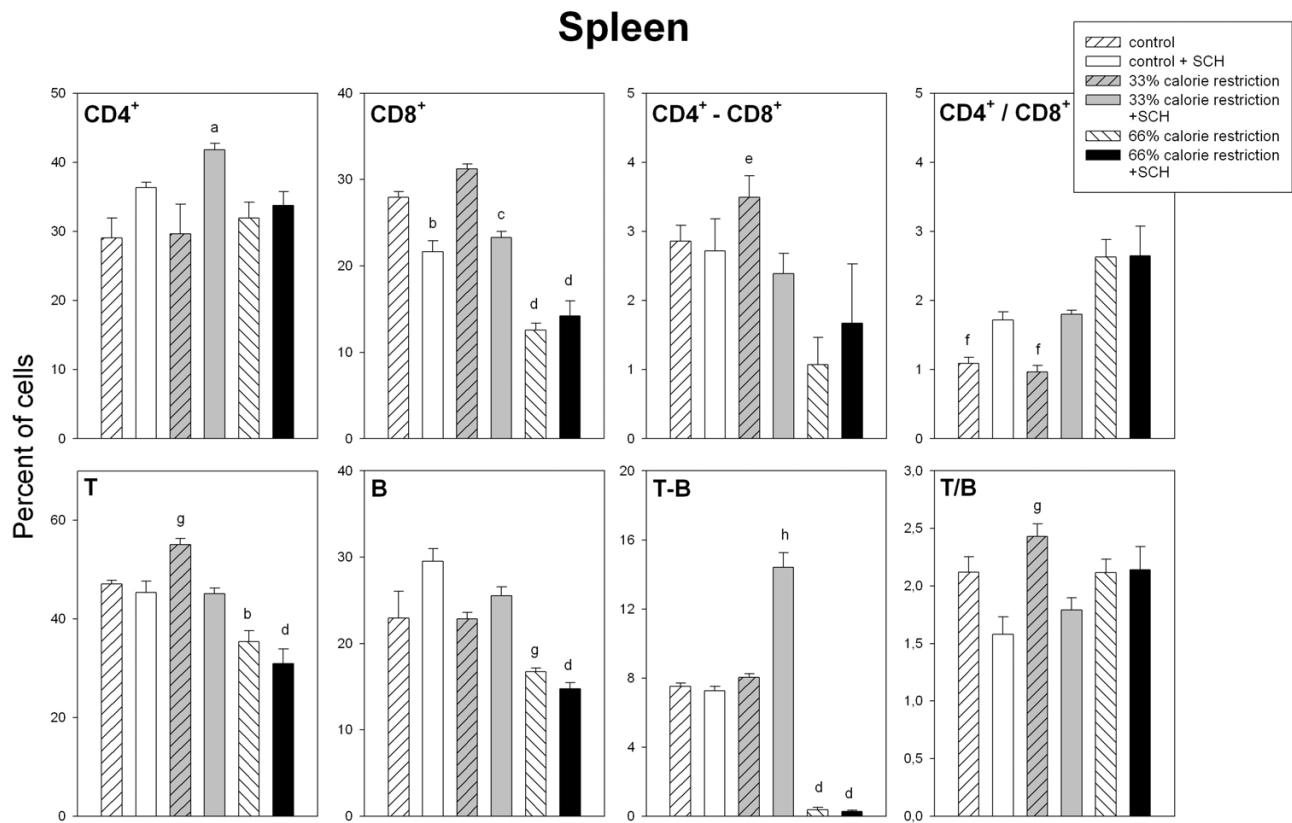 Spleen
control
control + SCH
33% calorie restriction
33% calorie restriction
+SCH
66% calorie restriction
66% calorie restriction
+SCH
Percent of cells
CD4⁺
50
40
30
20
10
0
a
CD8⁺
40
30
20
10
0
b
c
d
d
CD4⁺ - CD8⁺
5
4
3
2
1
0
e
CD4⁺ / CD8⁺
5
4
3
2
1
0
f
f
T
60
40
20
0
g
b
d
B
40
30
20
10
0
g
d
T-B
20
16
12
8
4
0
h
d
d
T/B
3,0
2,5
2,0
1,5
1,0
0,5
0,0
g